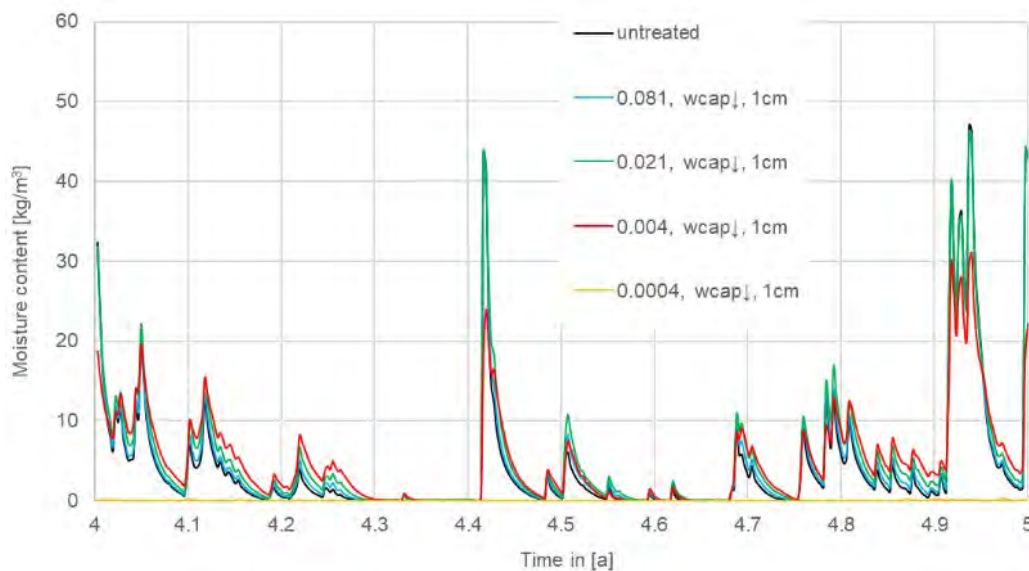 60
50
40
30
20
10
0
Moisture content [kg/m³]
untreated
0.081, wcap↓, 1cm
0.021, wcap↓, 1cm
0.004, wcap↓, 1cm
0.0004, wcap↓, 1cm
4
4.1
4.2
4.3
4.4
4.5
4.6
4.7
4.8
4.9
5
Time in [a]